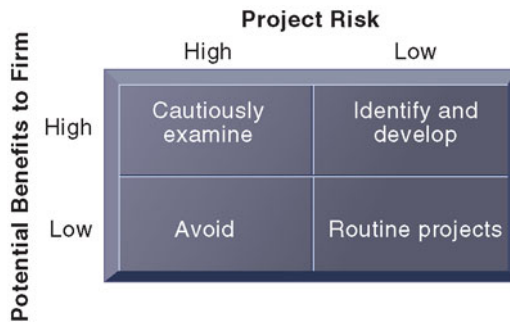 Project Risk
High Low
Potential Benefits to Firm
High
Cautiously
examine
Identify and
develop
Low
Avoid
Routine projects